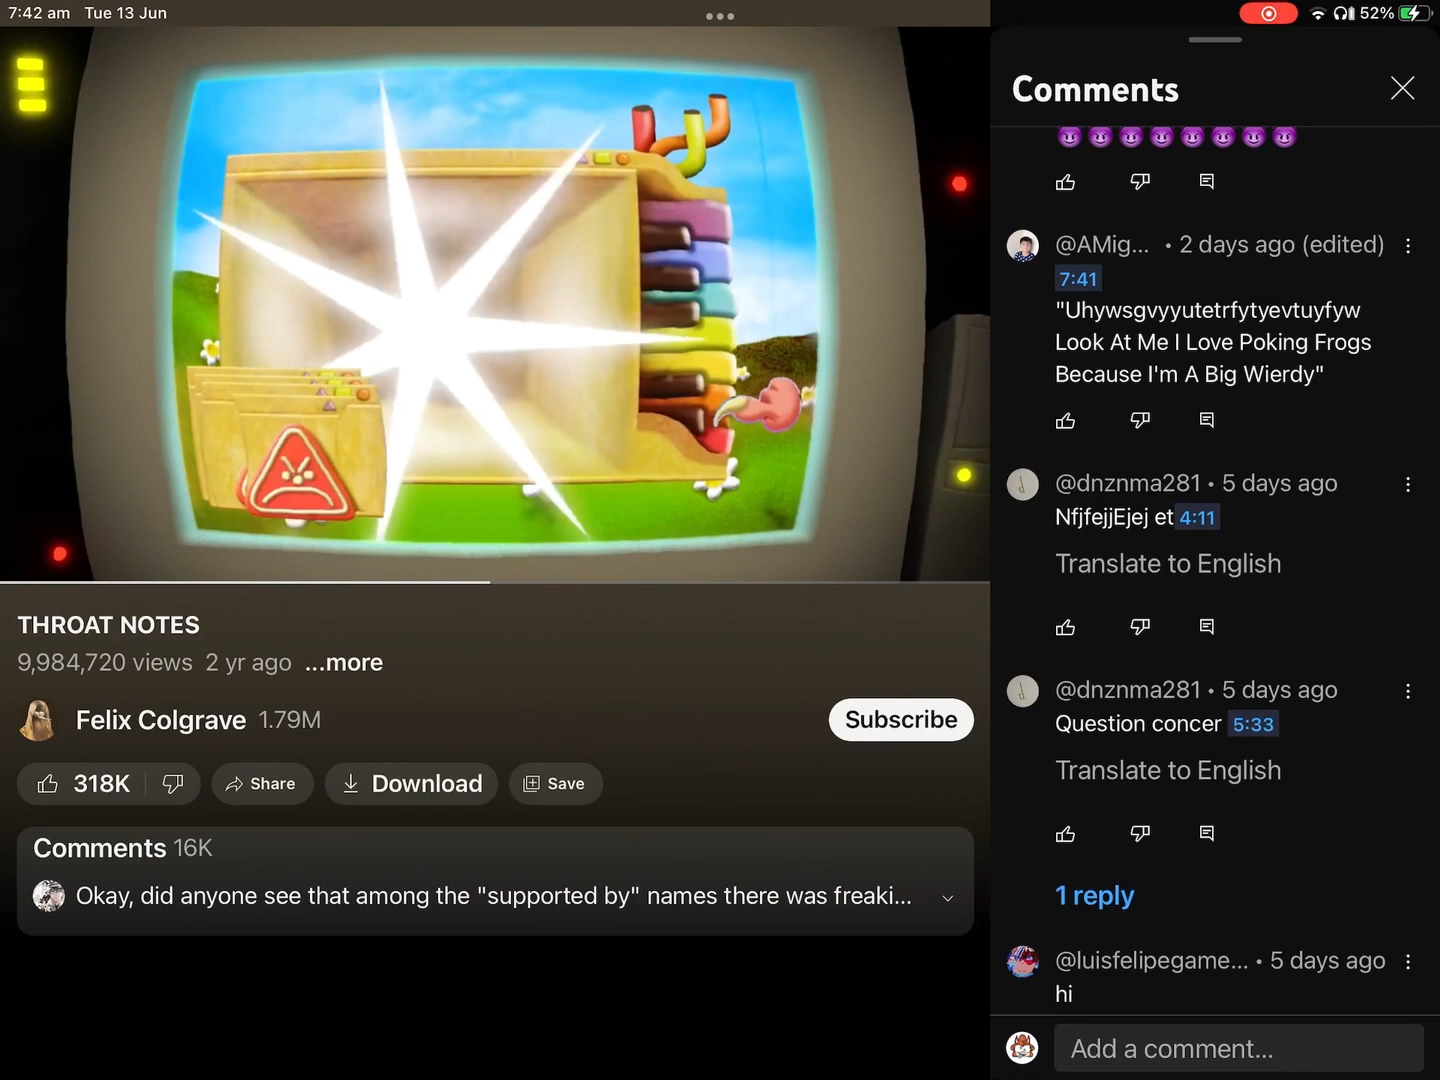 7:42 am Tue 13 Jun
52%
THROAT NOTES
9,984,720 views 2 yr ago ...more
Felix Colgrave 1.79M
Subscribe
318K
Share
Download
Save
Comments 16K
Okay, did anyone see that among the "supported by" names there was freaki...
Comments
@AMig... • 2 days ago (edited)
7:41
"Uhywsgvyyutetrfytyevtuyfyw
Look At Me I Love Poking Frogs
Because I'm A Big Wierdy"
@dnznma281 • 5 days ago
NfjfejjEjej et 4:11
Translate to English
@dnznma281 • 5 days ago
Question concer 5:33
Translate to English
1 reply
@luisfelipegame... • 5 days ago
hi
Add a comment...